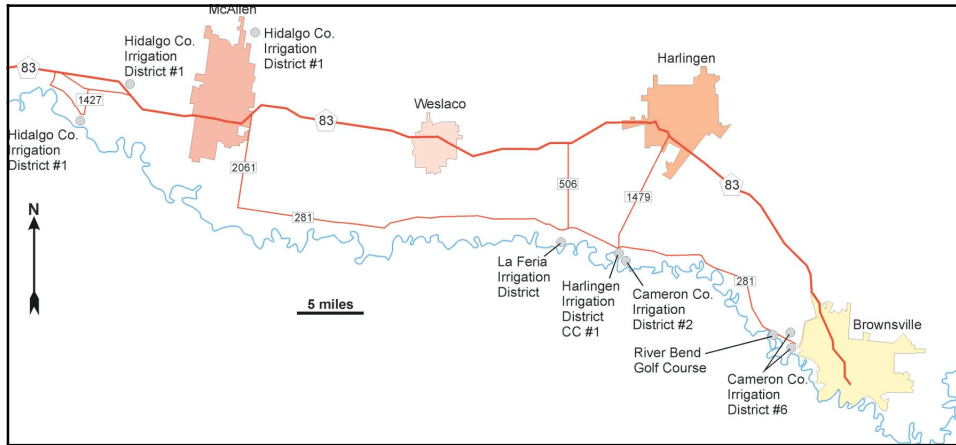 McAllen
Hidalgo Co.
Irrigation
District #1
Hidalgo Co.
Irrigation
District #1
83
83
1427
Hidalgo Co.
Irrigation
District #1
Harlingen
Weslaco
83
2061
506
1479
83
281
N
5 miles
La Feria
Irrigation
District
Harlingen
Irrigation
District
CC #1
Cameron Co.
Irrigation
District #2
281
Brownsville
River Bend
Golf Course
Cameron Co.
Irrigation
District #6